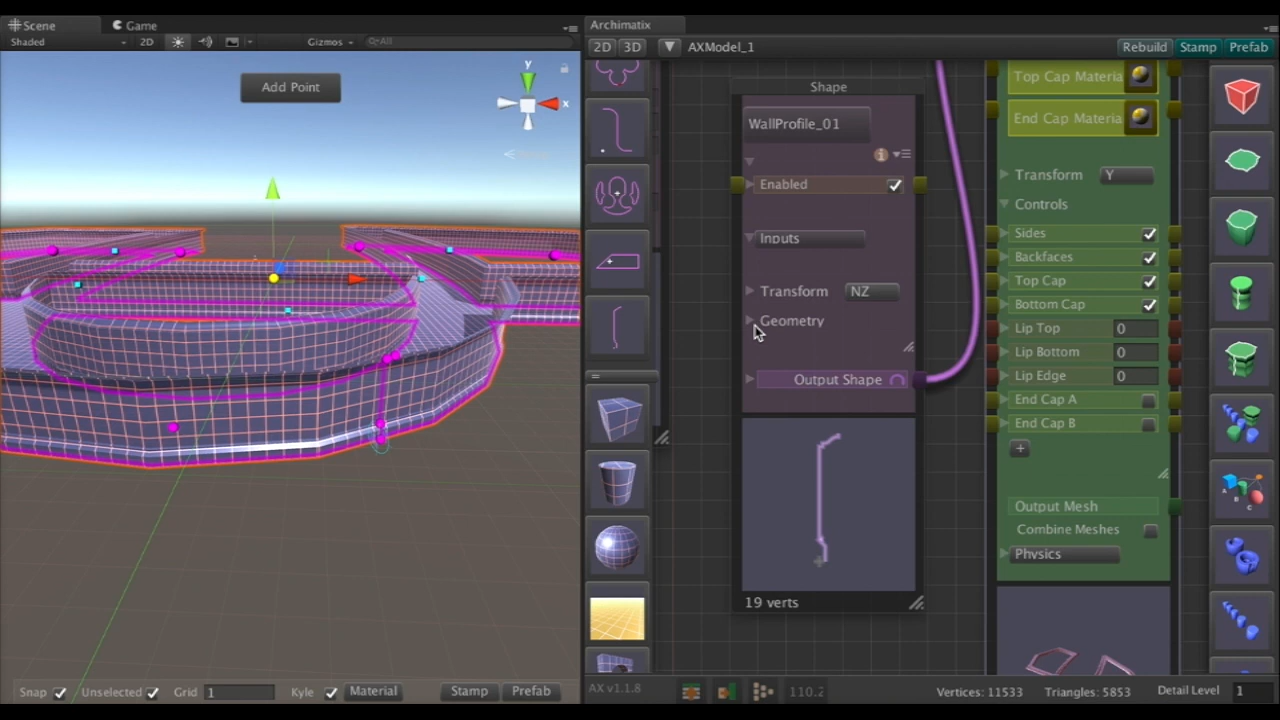 Scene
Game
Shaded
2D
Gizmos
All
Add Point
y
x
Snap
Unselected
Grid
1
Kyle
Material
Stamp
Prefab
Archimatix
2D
3D
AXModel_1
Rebuild
Stamp
Prefab
Shape
WallProfile_01
Enabled
Inputs
Transform
NZ
Geometry
Output Shape
19 verts
Top Cap Materia
End Cap Materia
Transform
Y
Controls
Sides
Backfaces
Top Cap
Bottom Cap
Lip Top
0
Lip Bottom
0
Lip Edge
0
End Cap A
End Cap B
+
Output Mesh
Combine Meshes
Physics
AX v1.1.8
110.2
Vertices: 11533
Triangles: 5853
Detail Level
1